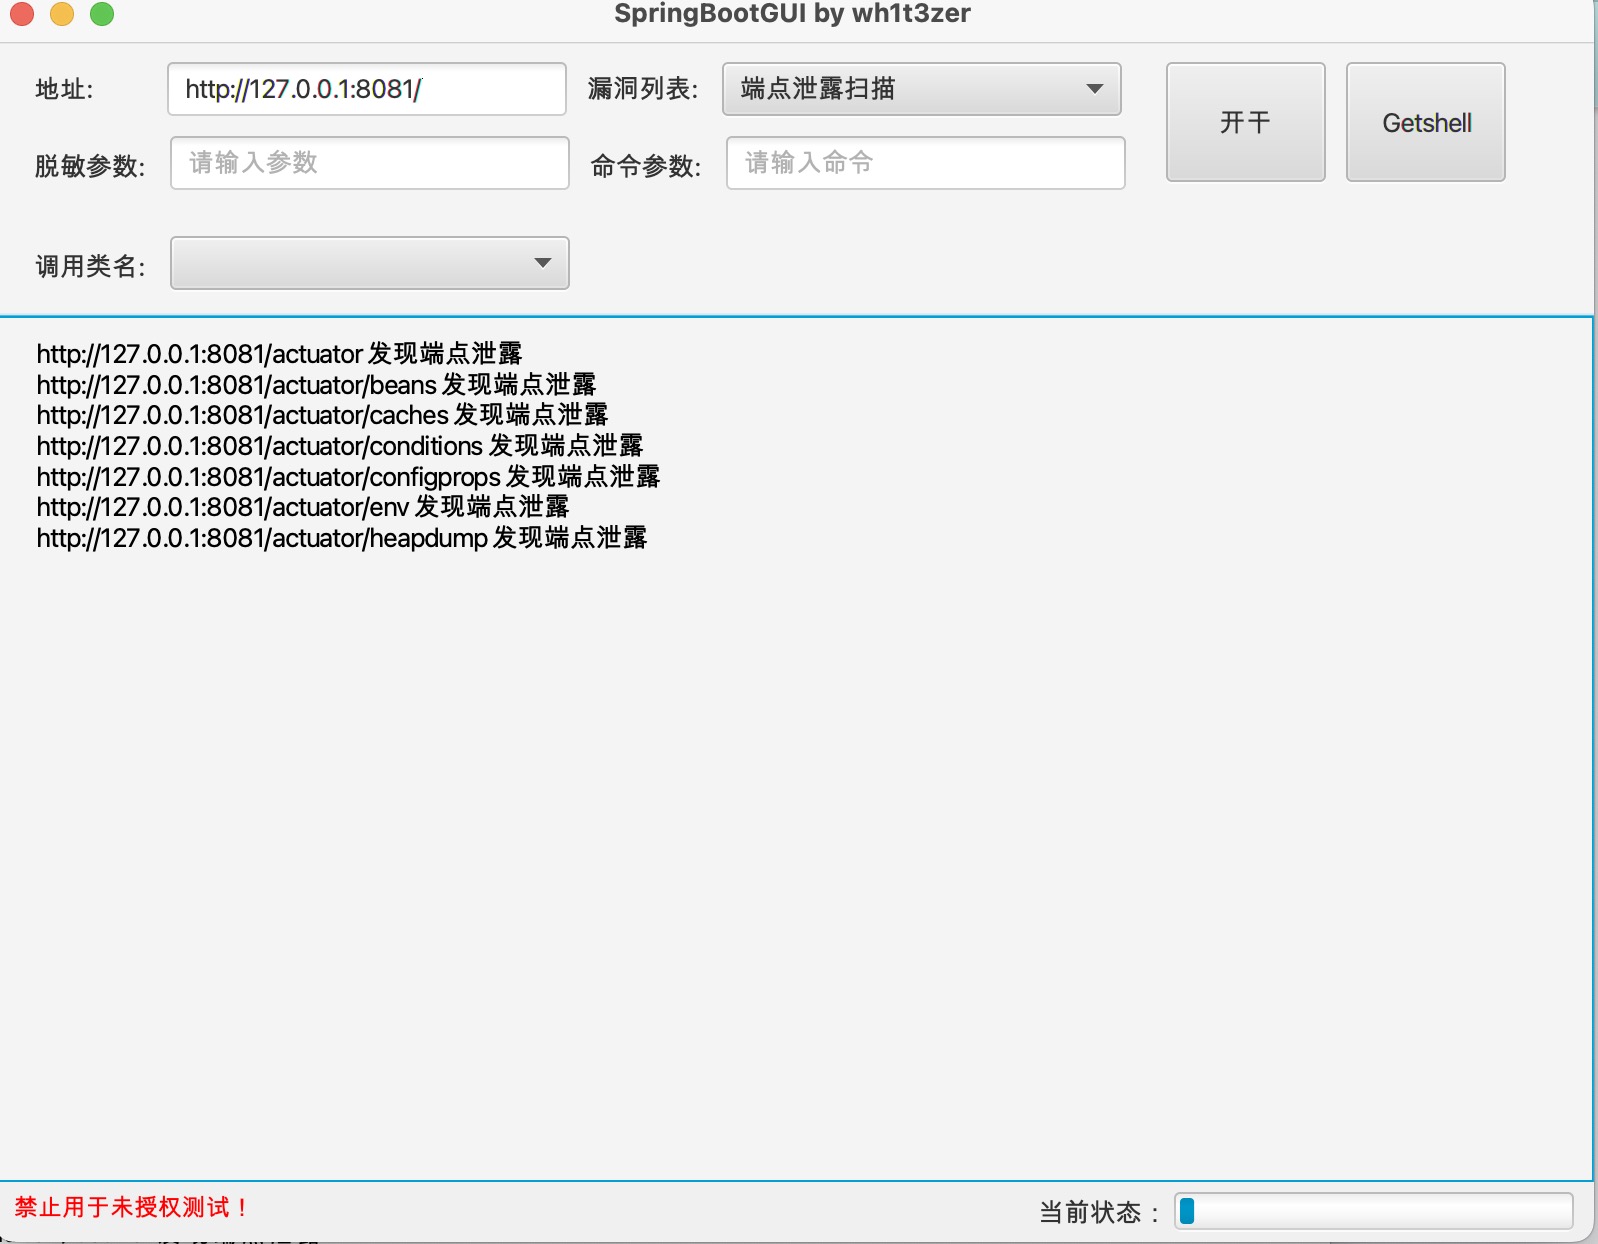 SpringBootGUI by wh1t3zer
地址: http://127.0.0.1:8081/ 漏洞列表: 端点泄露扫描 开干 Getshell
脱敏参数: 请输入参数 命令参数: 请输入命令
调用类名:
http://127.0.0.1:8081/actuator 发现端点泄露
http://127.0.0.1:8081/actuator/beans 发现端点泄露
http://127.0.0.1:8081/actuator/caches 发现端点泄露
http://127.0.0.1:8081/actuator/conditions 发现端点泄露
http://127.0.0.1:8081/actuator/configprops 发现端点泄露
http://127.0.0.1:8081/actuator/env 发现端点泄露
http://127.0.0.1:8081/actuator/heapdump 发现端点泄露
禁止用于未授权测试！ 当前状态：